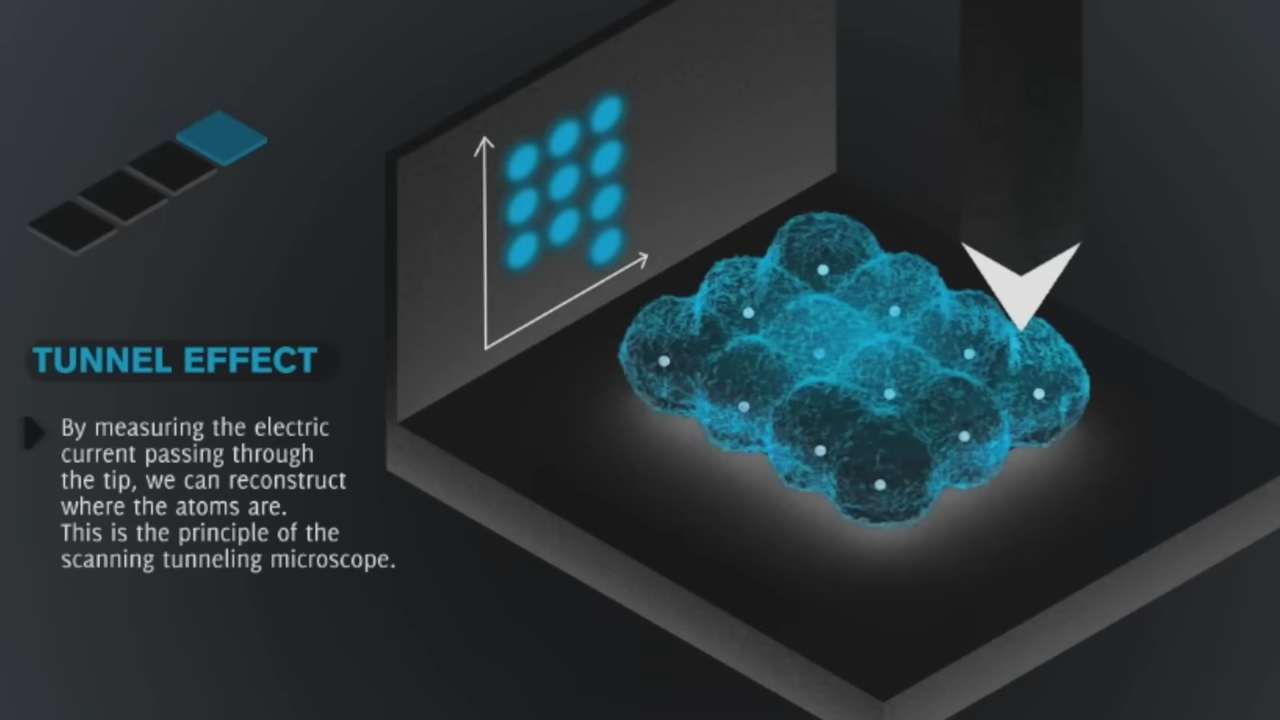 TUNNEL EFFECT
By measuring the electric
current passing through
the tip, we can reconstruct
where the atoms are.
This is the principle of the
scanning tunneling microscope.